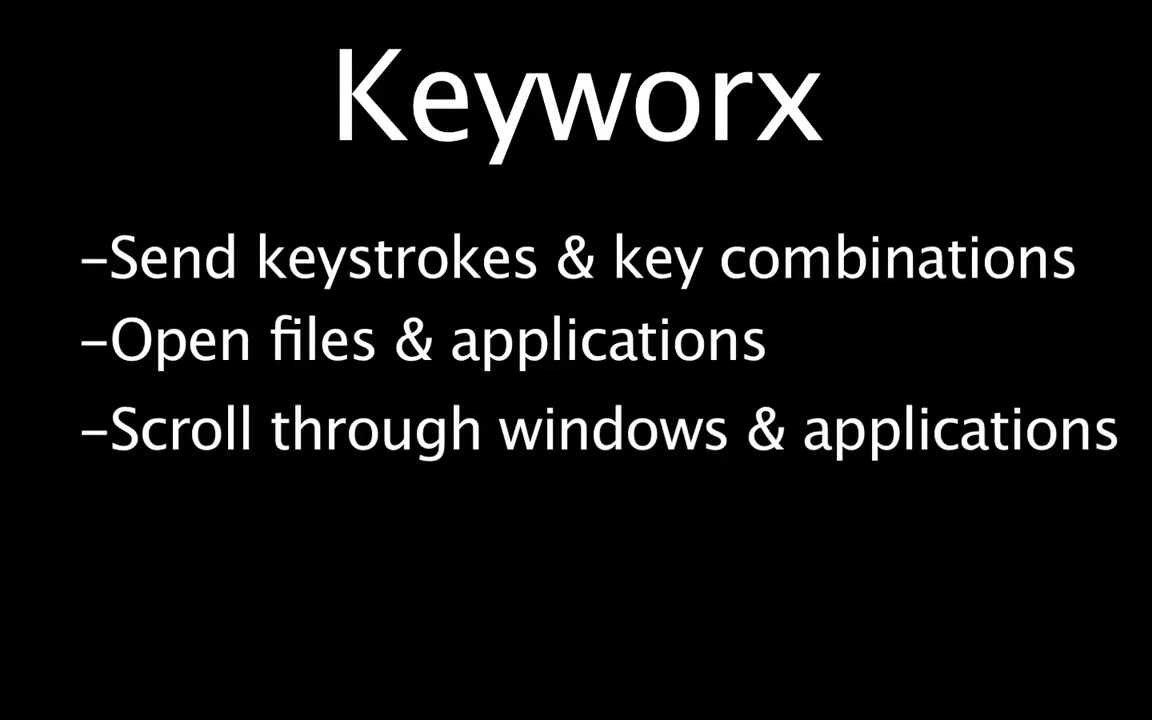 Keyworx
-Send keystrokes & key combinations
-Open files & applications
-Scroll through windows & applications